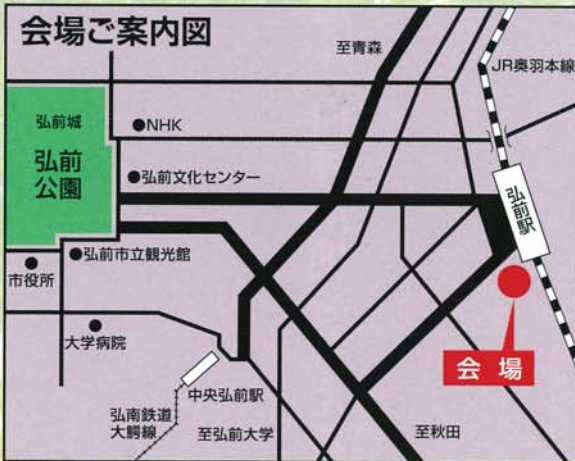 会場ご案内図
至青森
JR奥羽本線
弘前城
弘前
公園
●NHK
●弘前文化センター
弘前駅
●弘前市立観光館
市役所
大学病院
会場
中央弘前駅
弘南鉄道
大鰐線
至弘前大学
至秋田